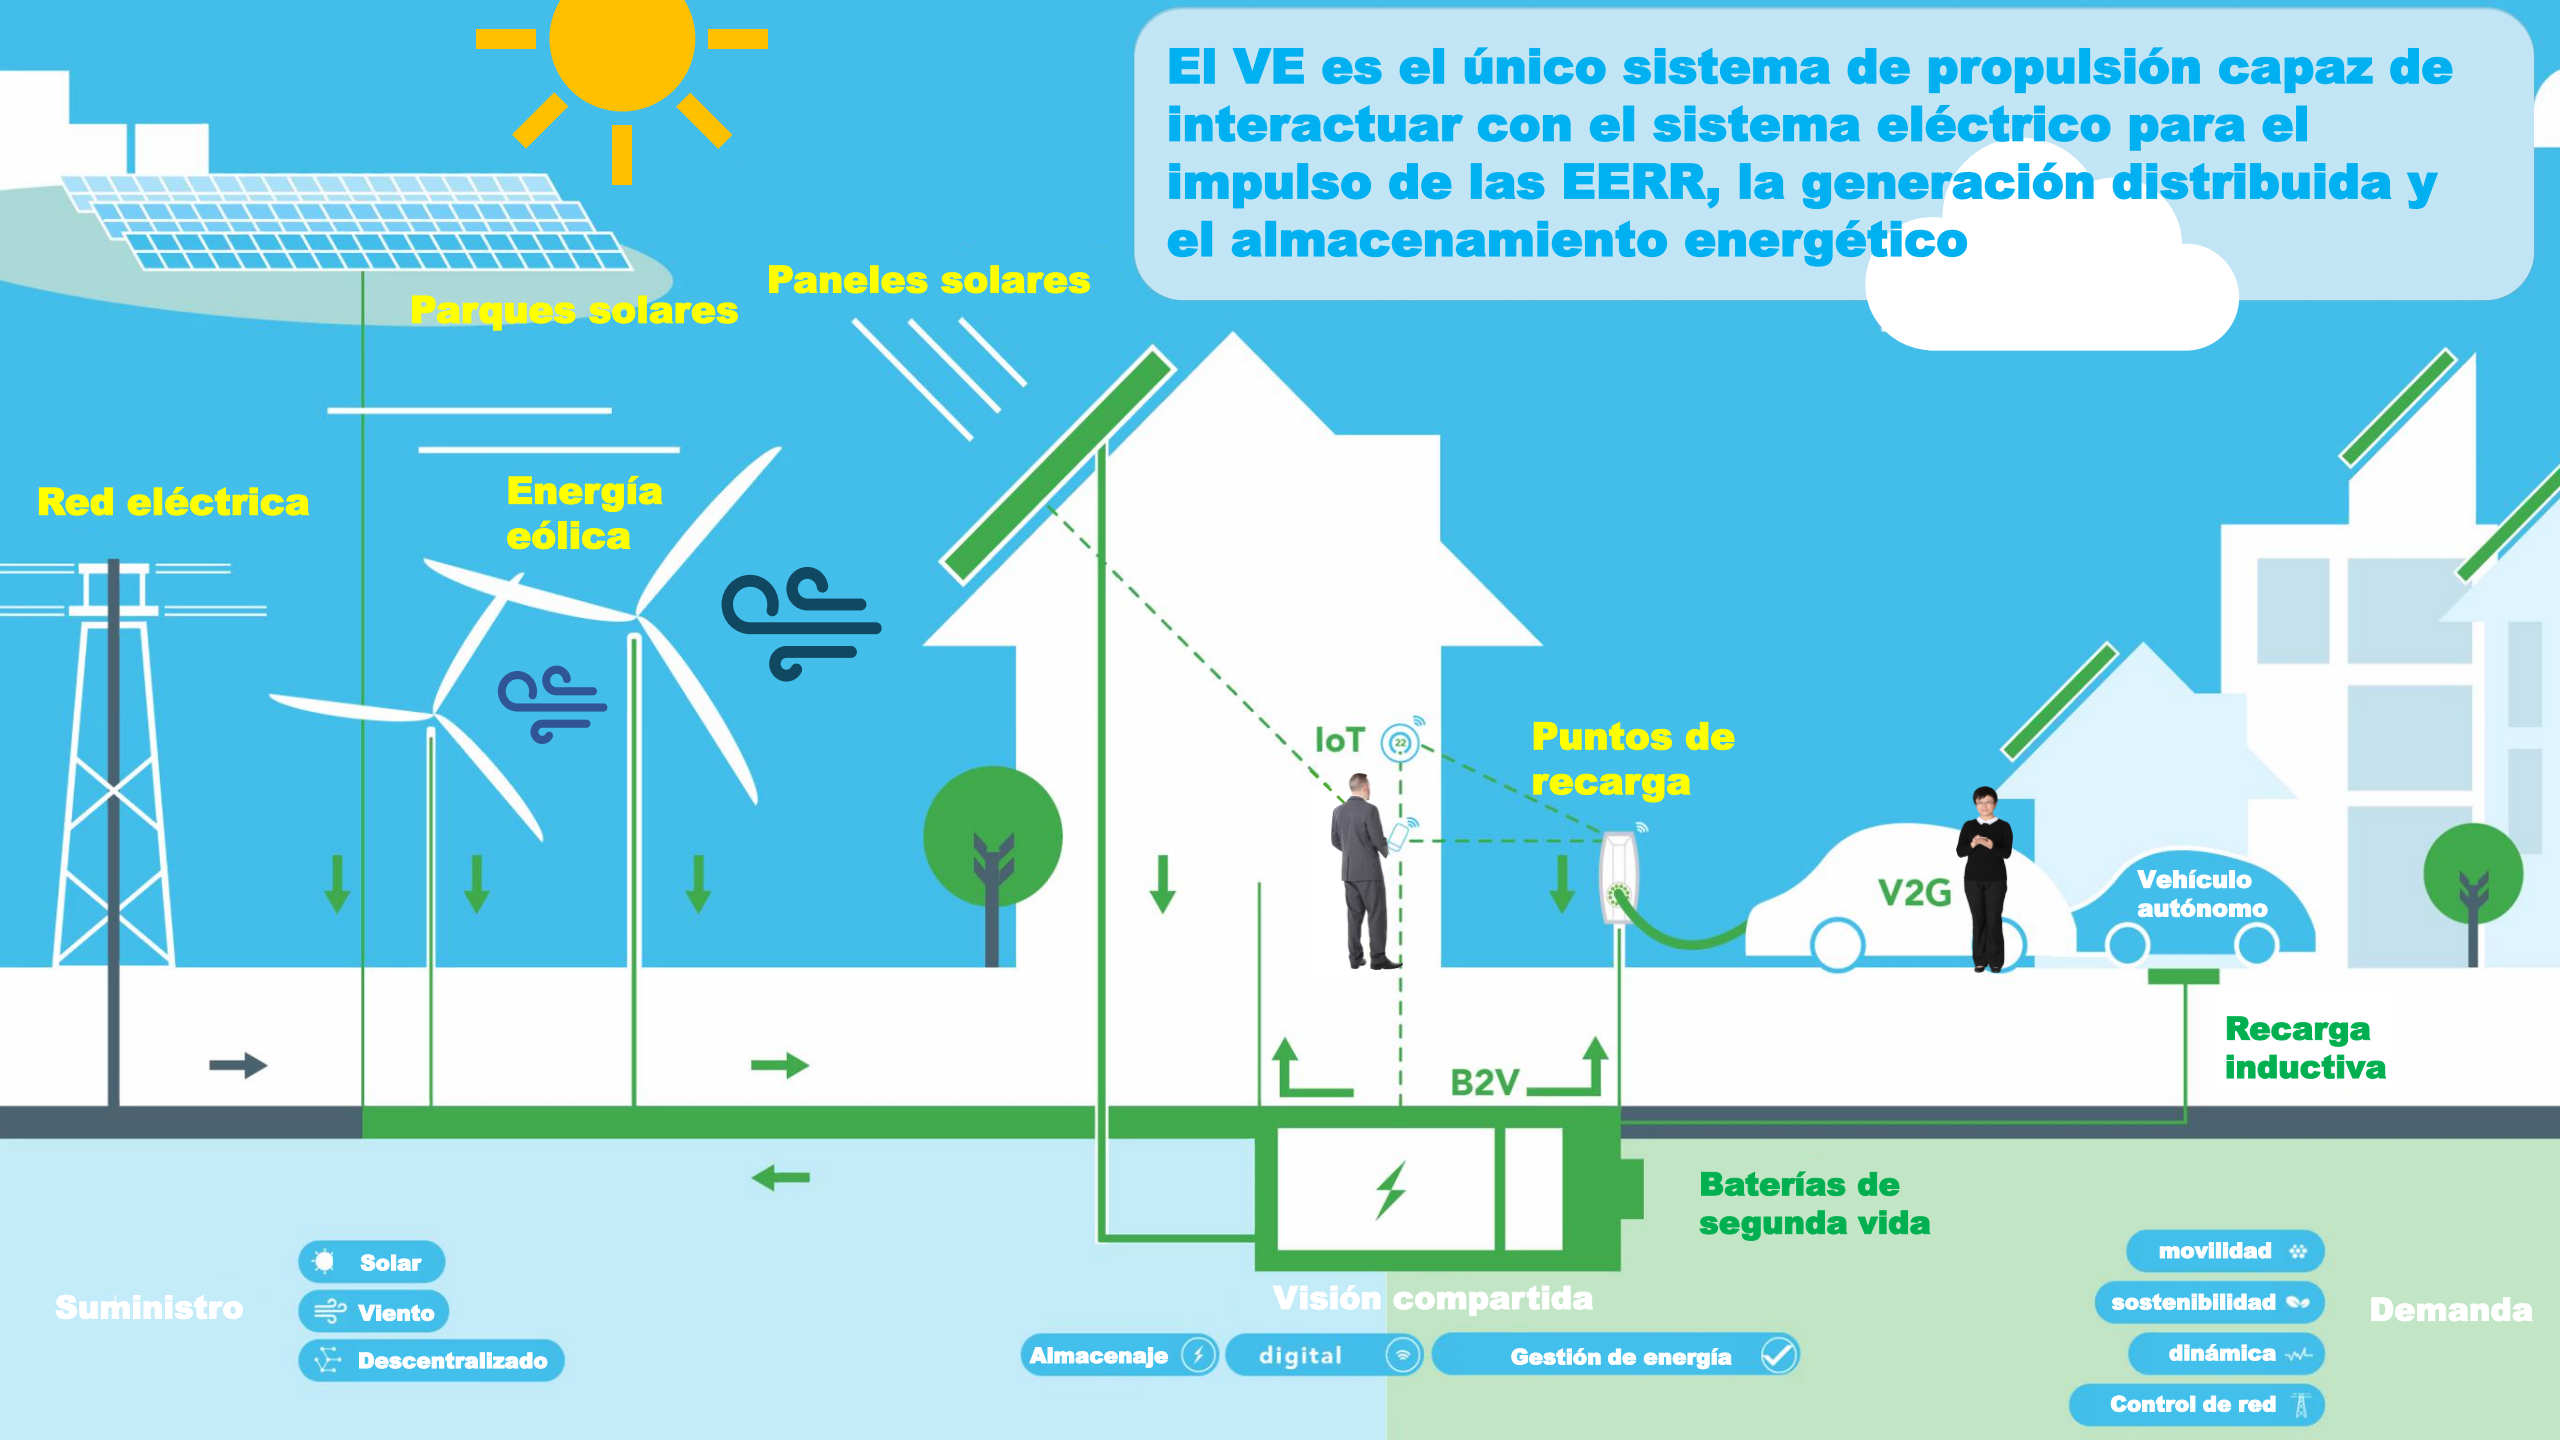 El VE es el único sistema de propulsión capaz de
interactuar con el sistema eléctrico para el
impulso de las EERR, la generación distribuida y
el almacenamiento energético
Paneles solares
Parques solares
Red eléctrica
Energía
eólica
IoT
22
Puntos de
recarga
V2G
Vehículo
autónomo
Recarga
inductiva
B2V
Baterías de
segunda vida
Suministro
Solar
Viento
Descentralizado
Visión compartida
Almacenaje
digital
Gestión de energía
movilidad
sostenibilidad
dinámica
Control de red
Demanda